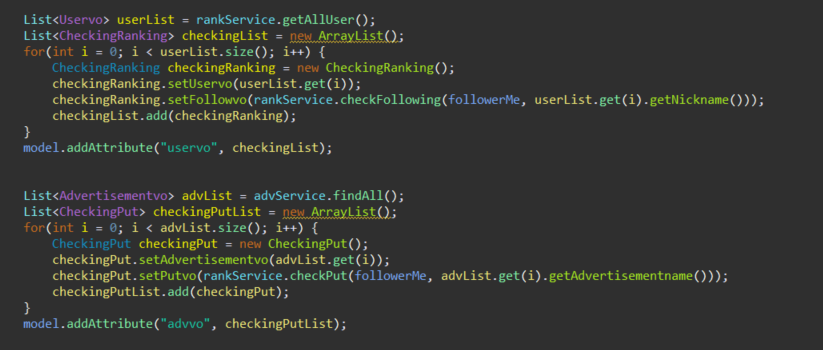 List<Uservo> userList = rankService.getAllUser();
List<CheckingRanking> checkingList = new ArrayList();
for(int i = 0; i < userList.size(); i++) {
    CheckingRanking checkingRanking = new CheckingRanking();
    checkingRanking.setUservo(userList.get(i));
    checkingRanking.setFollowvo(rankService.checkFollowing(followerMe, userList.get(i).getNickname()));
    checkingList.add(checkingRanking);
}
model.addAttribute("uservo", checkingList);
List<Advertisementvo> advList = advService.findAll();
List<CheckingPut> checkingPutList = new ArrayList();
for(int i = 0; i < advList.size(); i++) {
    CheckingPut checkingPut = new CheckingPut();
    checkingPut.setAdvertisementvo(advList.get(i));
    checkingPut.setPutvo(rankService.checkPut(followerMe, advList.get(i).getAdvertisementname()));
    checkingPutList.add(checkingPut);
}
model.addAttribute("advvo", checkingPutList);